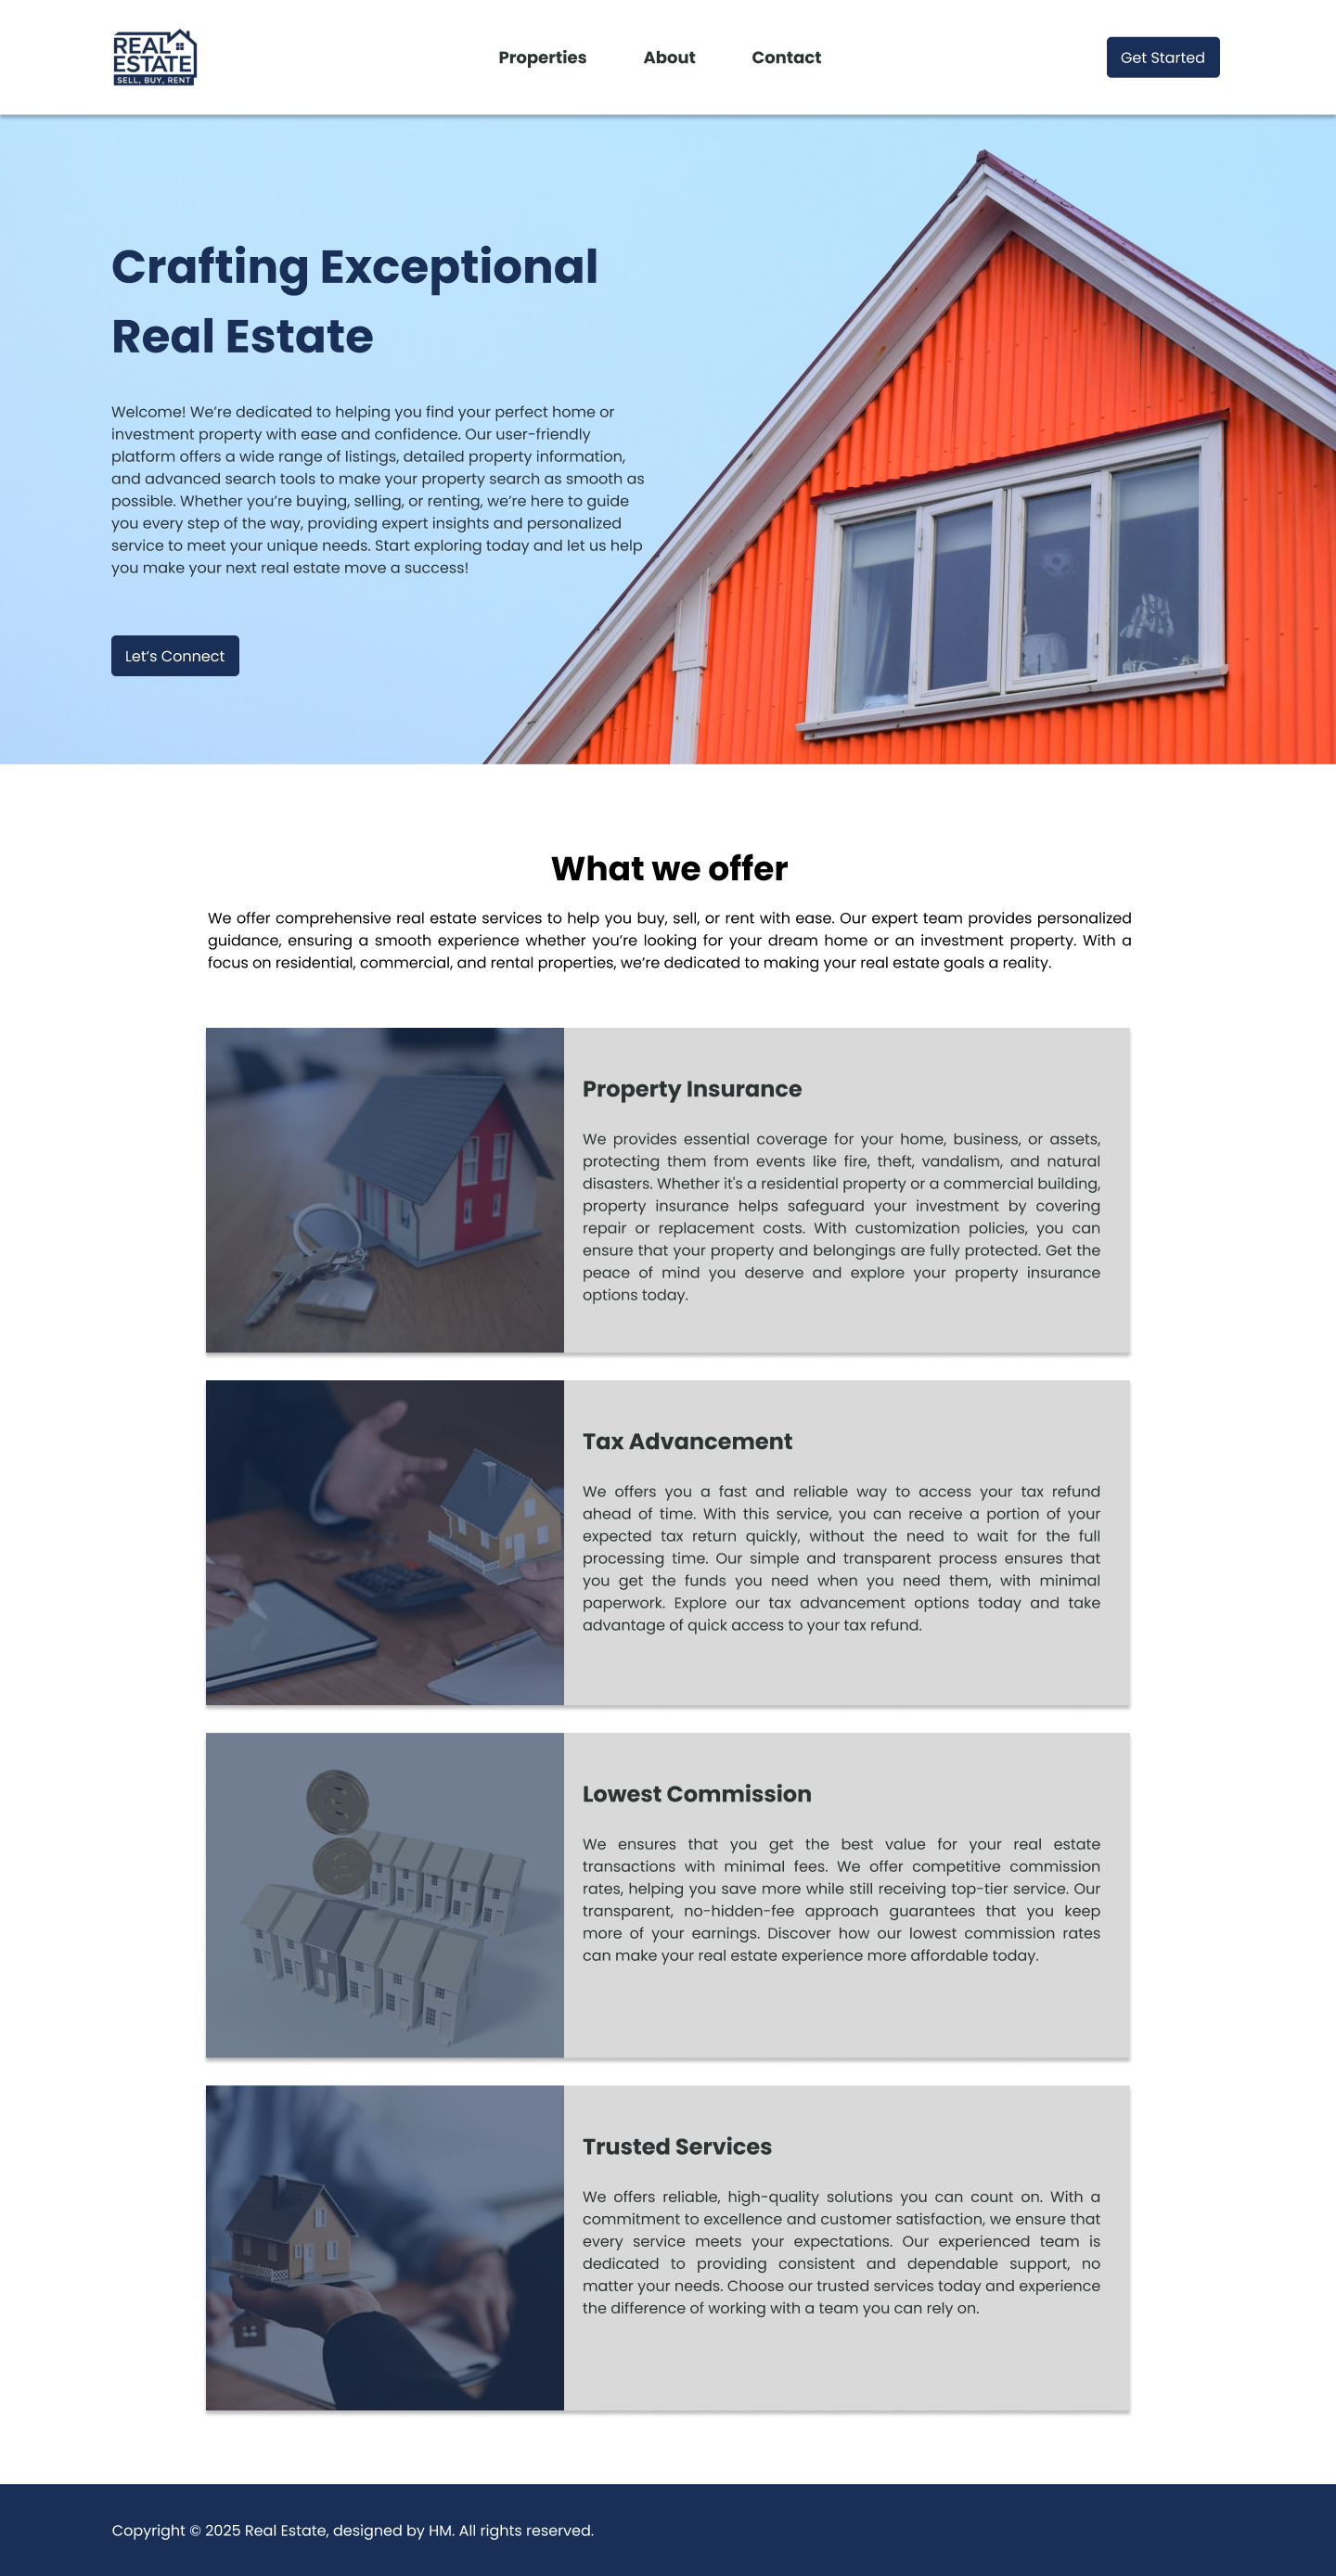 REAL
ESTATE
SELL, BUY, RENT
Properties
About
Contact
Get Started
Crafting Exceptional
Real Estate
Welcome! We’re dedicated to helping you find your perfect home or
investment property with ease and confidence. Our user-friendly
platform offers a wide range of listings, detailed property information,
and advanced search tools to make your property search as smooth as
possible. Whether you’re buying, selling, or renting, we’re here to guide
you every step of the way, providing expert insights and personalized
service to meet your unique needs. Start exploring today and let us help
you make your next real estate move a success!
Let’s Connect
What we offer
We offer comprehensive real estate services to help you buy, sell, or rent with ease. Our expert team provides personalized
guidance, ensuring a smooth experience whether you’re looking for your dream home or an investment property. With a
focus on residential, commercial, and rental properties, we’re dedicated to making your real estate goals a reality.
Property Insurance
We provides essential coverage for your home, business, or assets,
protecting them from events like fire, theft, vandalism, and natural
disasters. Whether it's a residential property or a commercial building,
property insurance helps safeguard your investment by covering
repair or replacement costs. With customization policies, you can
ensure that your property and belongings are fully protected. Get the
peace of mind you deserve and explore your property insurance
options today.
Tax Advancement
We offers you a fast and reliable way to access your tax refund
ahead of time. With this service, you can receive a portion of your
expected tax return quickly, without the need to wait for the full
processing time. Our simple and transparent process ensures that
you get the funds you need when you need them, with minimal
paperwork. Explore our tax advancement options today and take
advantage of quick access to your tax refund.
Lowest Commission
We ensures that you get the best value for your real estate
transactions with minimal fees. We offer competitive commission
rates, helping you save more while still receiving top-tier service. Our
transparent, no-hidden-fee approach guarantees that you keep
more of your earnings. Discover how our lowest commission rates
can make your real estate experience more affordable today.
Trusted Services
We offers reliable, high-quality solutions you can count on. With a
commitment to excellence and customer satisfaction, we ensure that
every service meets your expectations. Our experienced team is
dedicated to providing consistent and dependable support, no
matter your needs. Choose our trusted services today and experience
the difference of working with a team you can rely on.
Copyright © 2025 Real Estate, designed by HM. All rights reserved.